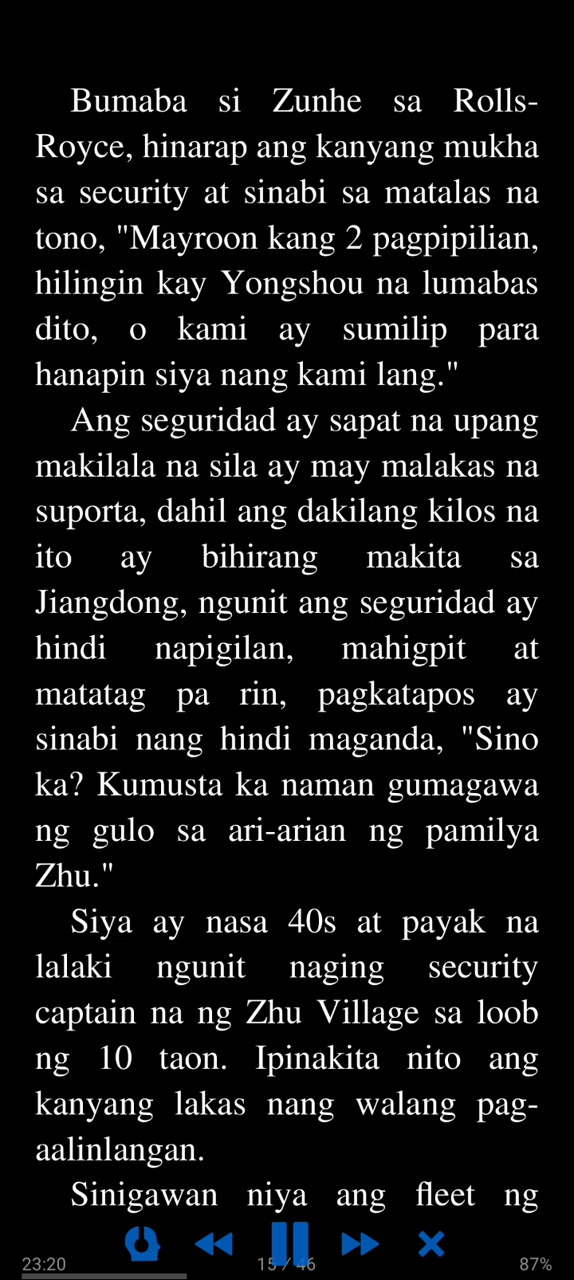 Bumaba si Zunhe sa Rolls-
Royce, hinarap ang kanyang mukha
sa security at sinabi sa matalas na
tono, "Mayroon kang 2 pagpipilian,
hilingin kay Yongshou na lumabas
dito, o kami ay sumilip para
hanapin siya nang kami lang."
Ang seguridad ay sapat na upang
makilala na sila ay may malakas na
suporta, dahil ang dakilang kilos na
ito ay bihirang makita sa
Jiangdong, ngunit ang seguridad ay
hindi napigilan, mahigpit at
matatag pa rin, pagkatapos ay
sinabi nang hindi maganda, "Sino
ka? Kumusta ka naman gumagawa
ng gulo sa ari-arian ng pamilya
Zhu."
Siya ay nasa 40s at payak na
lalaki ngunit naging security
captain na ng Zhu Village sa loob
ng 10 taon. Ipinakita nito ang
kanyang lakas nang walang pag-
aalinlangan.
Sinigawan niya ang fleet ng
23:20 15 / 46 87%